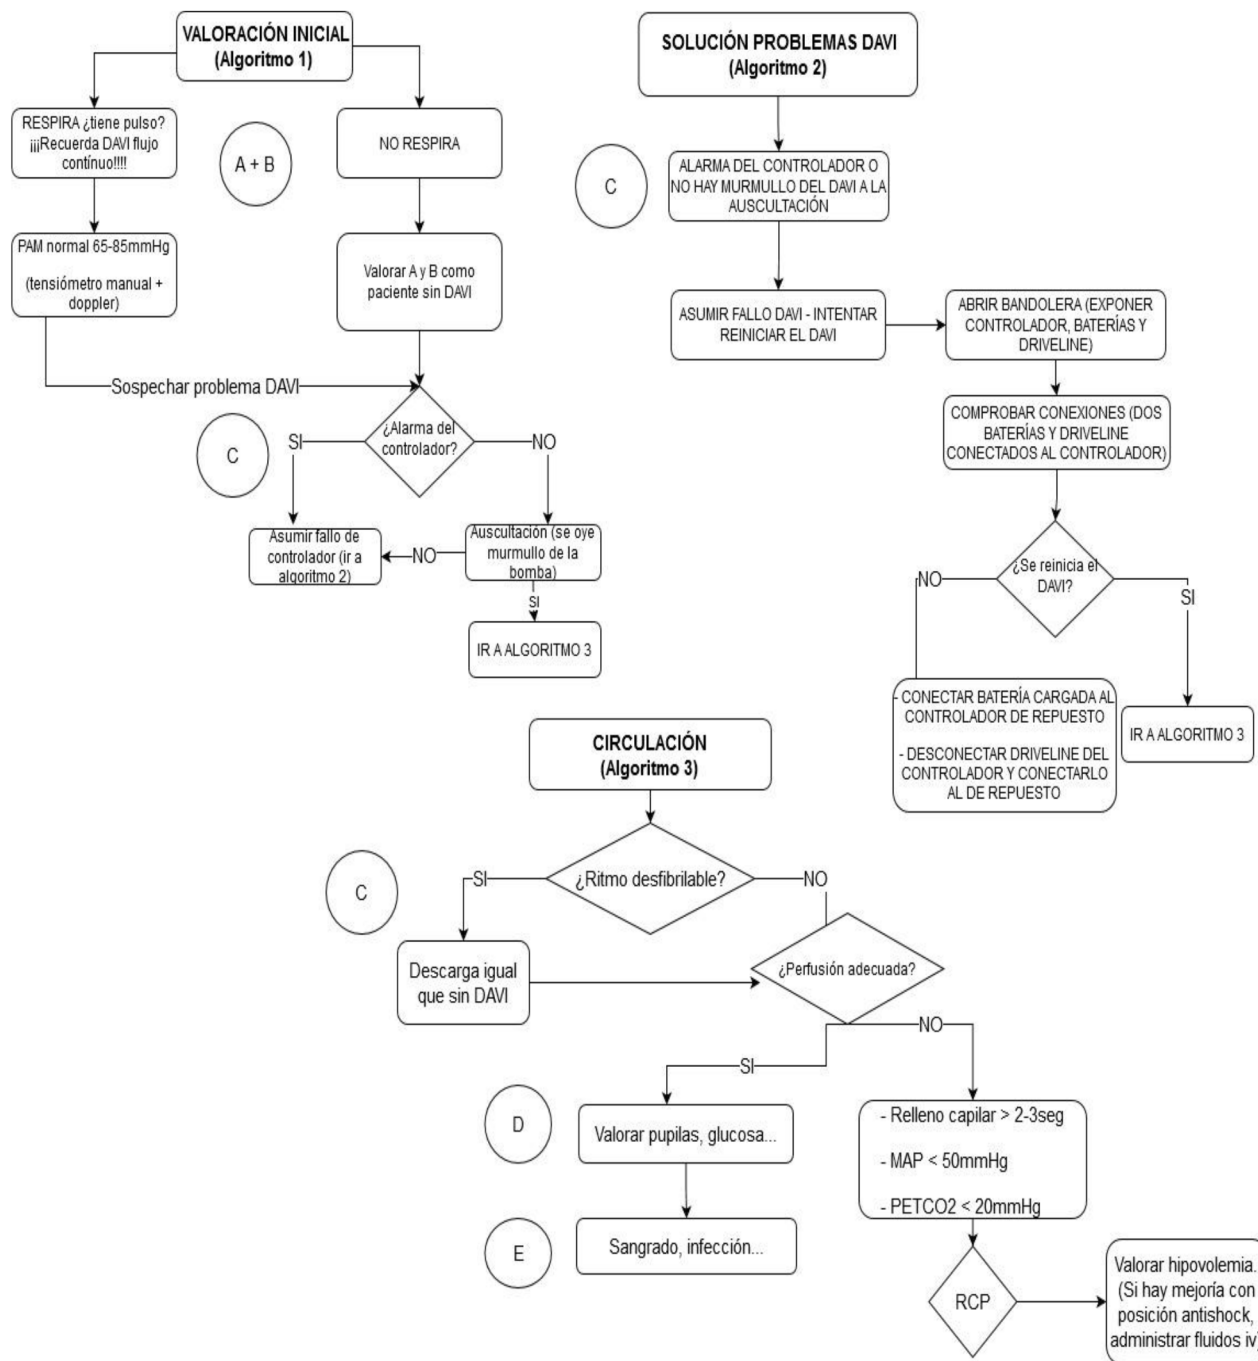 VALORACIÓN INICIAL
(Algoritmo 1)
RESPIRA ¿tiene pulso?
¡¡¡Recuerda DAVI flujo
contínuo!!!!
A + B
NO RESPIRA
PAM normal 65-85mmHg
(tensiómetro manual +
doppler)
Valorar A y B como
paciente sin DAVI
Sospechar problema DAVI
C
¿Alarma del
controlador?
SI
NO
Asumir fallo de
controlador (ir a
algoritmo 2)
NO
Auscultación (se oye
murmullo de la
bomba)
SI
IR A ALGORITMO 3
SOLUCIÓN PROBLEMAS DAVI
(Algoritmo 2)
C
ALARMA DEL CONTROLADOR O
NO HAY MURMULLO DEL DAVI A LA
AUSCULTACIÓN
ASUMIR FALLO DAVI - INTENTAR
REINICIAR EL DAVI
ABRIR BANDOLERA (EXPONER
CONTROLADOR, BATERÍAS Y
DRIVELINE)
COMPROBAR CONEXIONES (DOS
BATERÍAS Y DRIVELINE
CONECTADOS AL CONTROLADOR)
¿Se reinicia el
DAVI?
NO
SI
- CONECTAR BATERÍA CARGADA AL
CONTROLADOR DE REPUESTO
- DESCONECTAR DRIVELINE DEL
CONTROLADOR Y CONECTARLO
AL DE REPUESTO
IR A ALGORITMO 3
CIRCULACIÓN
(Algoritmo 3)
C
¿Ritmo desfibrilable?
SI
NO
Descarga igual
que sin DAVI
¿Perfusión adecuada?
SI
NO
D
Valorar pupilas, glucosa...
E
Sangrado, infección...
- Relleno capilar > 2-3seg
- MAP < 50mmHg
- PETCO2 < 20mmHg
RCP
Valorar hipovolemia.
(Si hay mejoría con
posición antishock,
administrar fluidos iv)